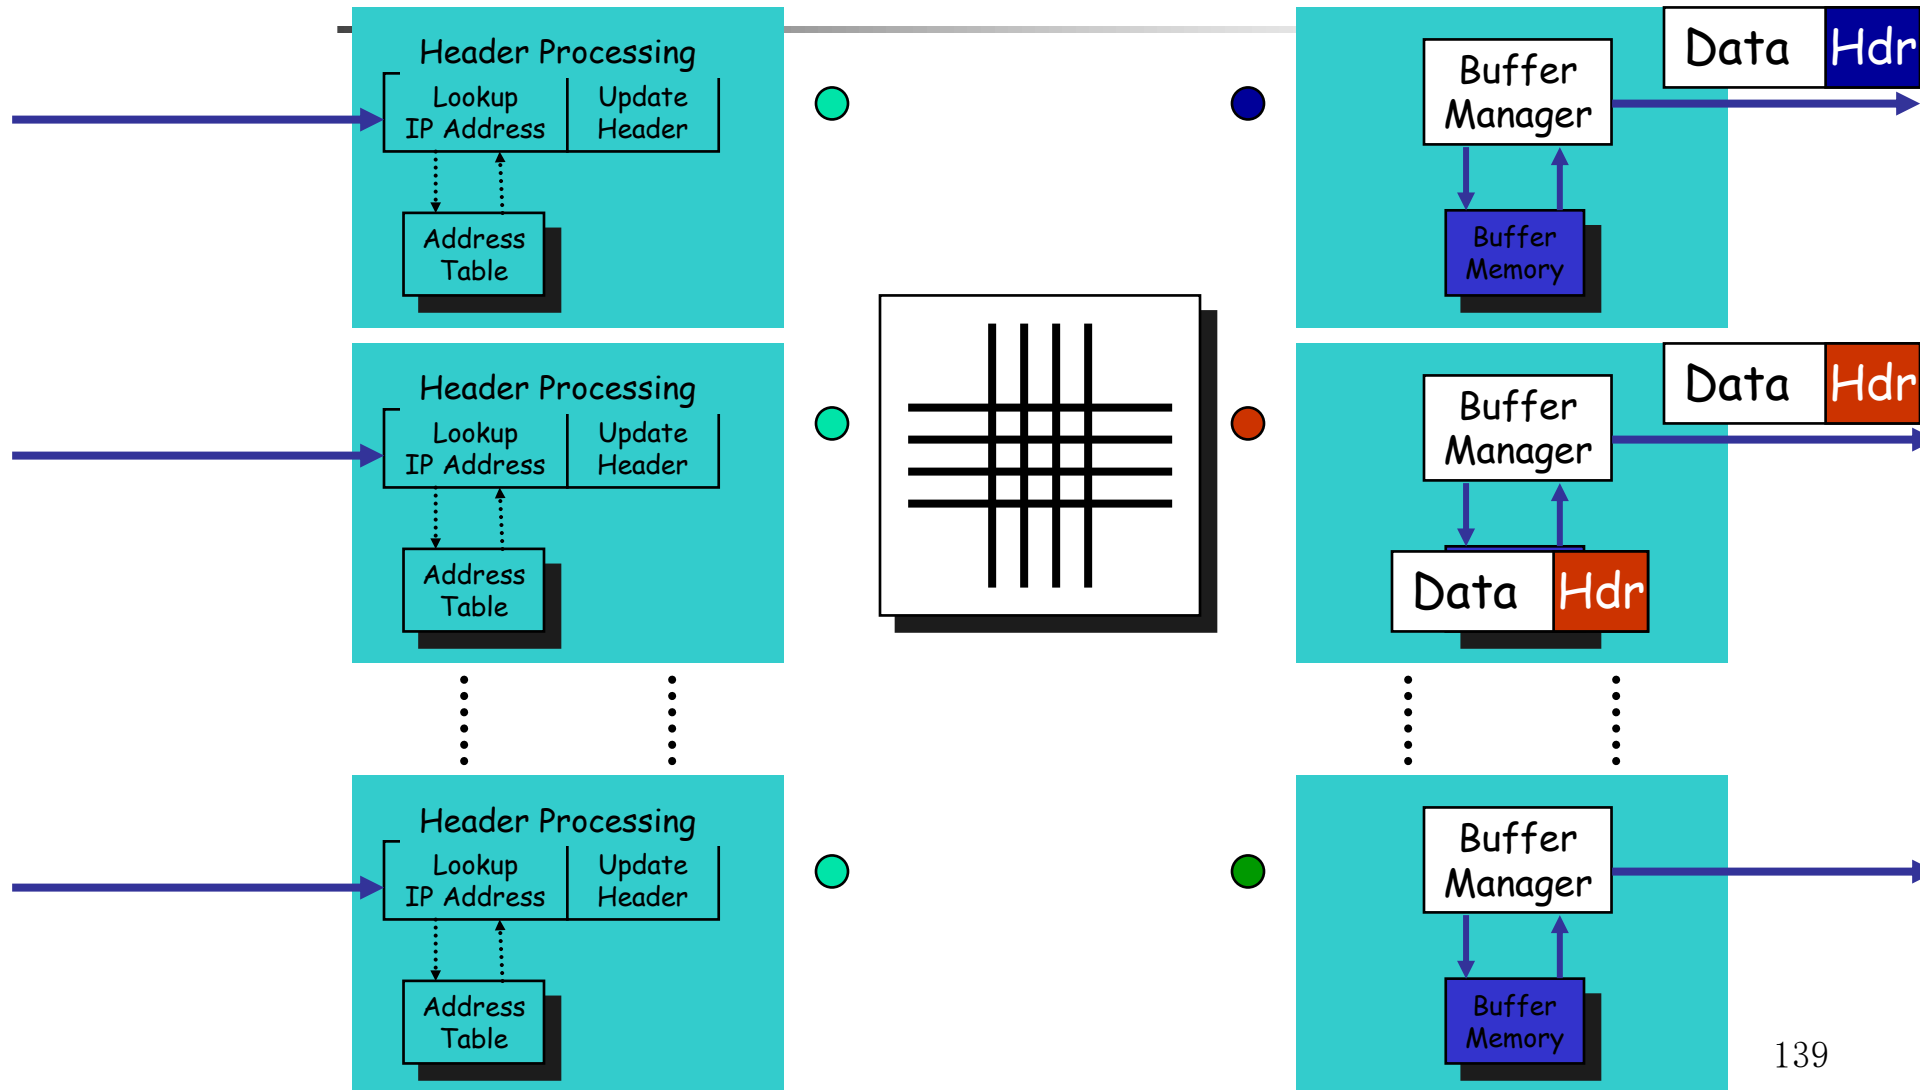 Header Processing
Lookup
IP Address
Update
Header
Address
Table
Buffer
Manager
Buffer
Memory
Data Hdr
Header Processing
Lookup
IP Address
Update
Header
Address
Table
Buffer
Manager
Data Hdr
Data Hdr
Header Processing
Lookup
IP Address
Update
Header
Address
Table
Buffer
Manager
Buffer
Memory
139